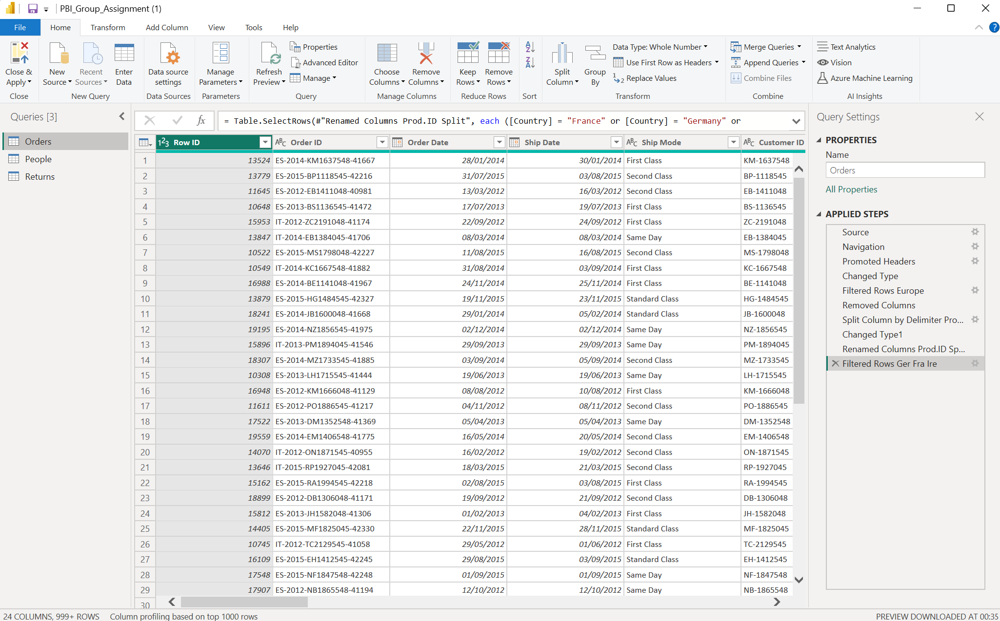 PBI_Group_Assignment (1)
File Home Transform Add Column View Tools Help
Close & Apply
Close
New Source
Recent Sources
Enter Data
New Query
Data source settings
Data Sources
Manage Parameters
Parameters
Refresh Preview
Properties
Advanced Editor
Manage
Query
Choose Columns
Remove Columns
Manage Columns
Keep Rows
Remove Rows
Reduce Rows
Sort
Split Column
Group By
Data Type: Whole Number
Use First Row as Headers
Replace Values
Transform
Merge Queries
Append Queries
Combine Files
Combine
Text Analytics
Vision
Azure Machine Learning
AI Insights
Queries [3]
Orders
People
Returns
fx
= Table.SelectRows(#"Renamed Columns Prod.ID Split", each ([Country] = "France" or [Country] = "Germany" or
Row ID Order ID Order Date Ship Date Ship Mode Customer ID
1 13524 ES-2014-KM1637548-41667 28/01/2014 30/01/2014 First Class KM-1637548
2 13779 ES-2015-BP1118545-42216 31/07/2015 03/08/2015 Second Class BP-1118545
3 11645 ES-2012-EB1411048-40981 13/03/2012 16/03/2012 Second Class EB-1411048
4 10648 ES-2013-BS1136545-41472 17/07/2013 19/07/2013 First Class BS-1136545
5 15953 IT-2012-ZC2191048-41174 22/09/2012 24/09/2012 First Class ZC-2191048
6 13847 IT-2014-EB1384045-41706 08/03/2014 08/03/2014 Same Day EB-1384045
7 10522 ES-2015-MS1798048-42227 11/08/2015 16/08/2015 Second Class MS-1798048
8 10549 IT-2014-KC1667548-41882 31/08/2014 03/09/2014 First Class KC-1667548
9 16988 ES-2014-BE1141048-41967 24/11/2014 25/11/2014 First Class BE-1141048
10 13879 ES-2015-HG1484545-42327 19/11/2015 23/11/2015 Standard Class HG-1484545
11 18241 ES-2014-JB1600048-41668 29/01/2014 05/02/2014 Standard Class JB-1600048
12 19195 ES-2014-NZ1856545-41975 02/12/2014 02/12/2014 Same Day NZ-1856545
13 15896 IT-2013-PM1894045-41546 29/09/2013 29/09/2013 Same Day PM-1894045
14 18307 ES-2014-MZ1733545-41885 03/09/2014 05/09/2014 Second Class MZ-1733545
15 10308 ES-2013-LH1715545-41444 19/06/2013 19/06/2013 Same Day LH-1715545
16 16948 ES-2012-KM1666048-41129 08/08/2012 10/08/2012 First Class KM-1666048
17 11611 ES-2012-PO1886545-41217 04/11/2012 08/11/2012 Second Class PO-1886545
18 17522 ES-2013-DM1352548-41369 05/04/2013 05/04/2013 Same Day DM-1352548
19 19559 ES-2014-EM1406548-41775 16/05/2014 20/05/2014 Second Class EM-1406548
20 14070 IT-2012-ON1871545-40955 16/02/2012 19/02/2012 Second Class ON-1871545
21 13646 IT-2015-RP1927045-42081 18/03/2015 21/03/2015 Second Class RP-1927045
22 15162 ES-2015-RA1994545-42218 02/08/2015 03/08/2015 First Class RA-1994545
23 18899 ES-2012-DB1306048-41171 19/09/2012 21/09/2012 Second Class DB-1306048
24 15812 ES-2013-JH1582048-41306 01/02/2013 04/02/2013 First Class JH-1582048
25 14405 ES-2015-MF1825045-42330 22/11/2015 28/11/2015 Standard Class MF-1825045
26 10745 IT-2012-TC2129545-41058 29/05/2012 01/06/2012 First Class TC-2129545
27 16109 ES-2015-EH1412545-42245 29/08/2015 03/09/2015 Standard Class EH-1412545
28 17548 ES-2015-NF1847548-42248 01/09/2015 01/09/2015 Same Day NF-1847548
29 17907 ES-2012-NB1865548-41194 12/10/2012 12/10/2012 Same Day NB-1865548
30
Query Settings
PROPERTIES
Name
Orders
All Properties
APPLIED STEPS
Source
Navigation
Promoted Headers
Changed Type
Filtered Rows Europe
Removed Columns
Split Column by Delimiter Pro...
Changed Type1
Renamed Columns Prod.ID Sp...
Filtered Rows Ger Fra Ire
24 COLUMNS, 999+ ROWS Column profiling based on top 1000 rows
PREVIEW DOWNLOADED AT 00:35